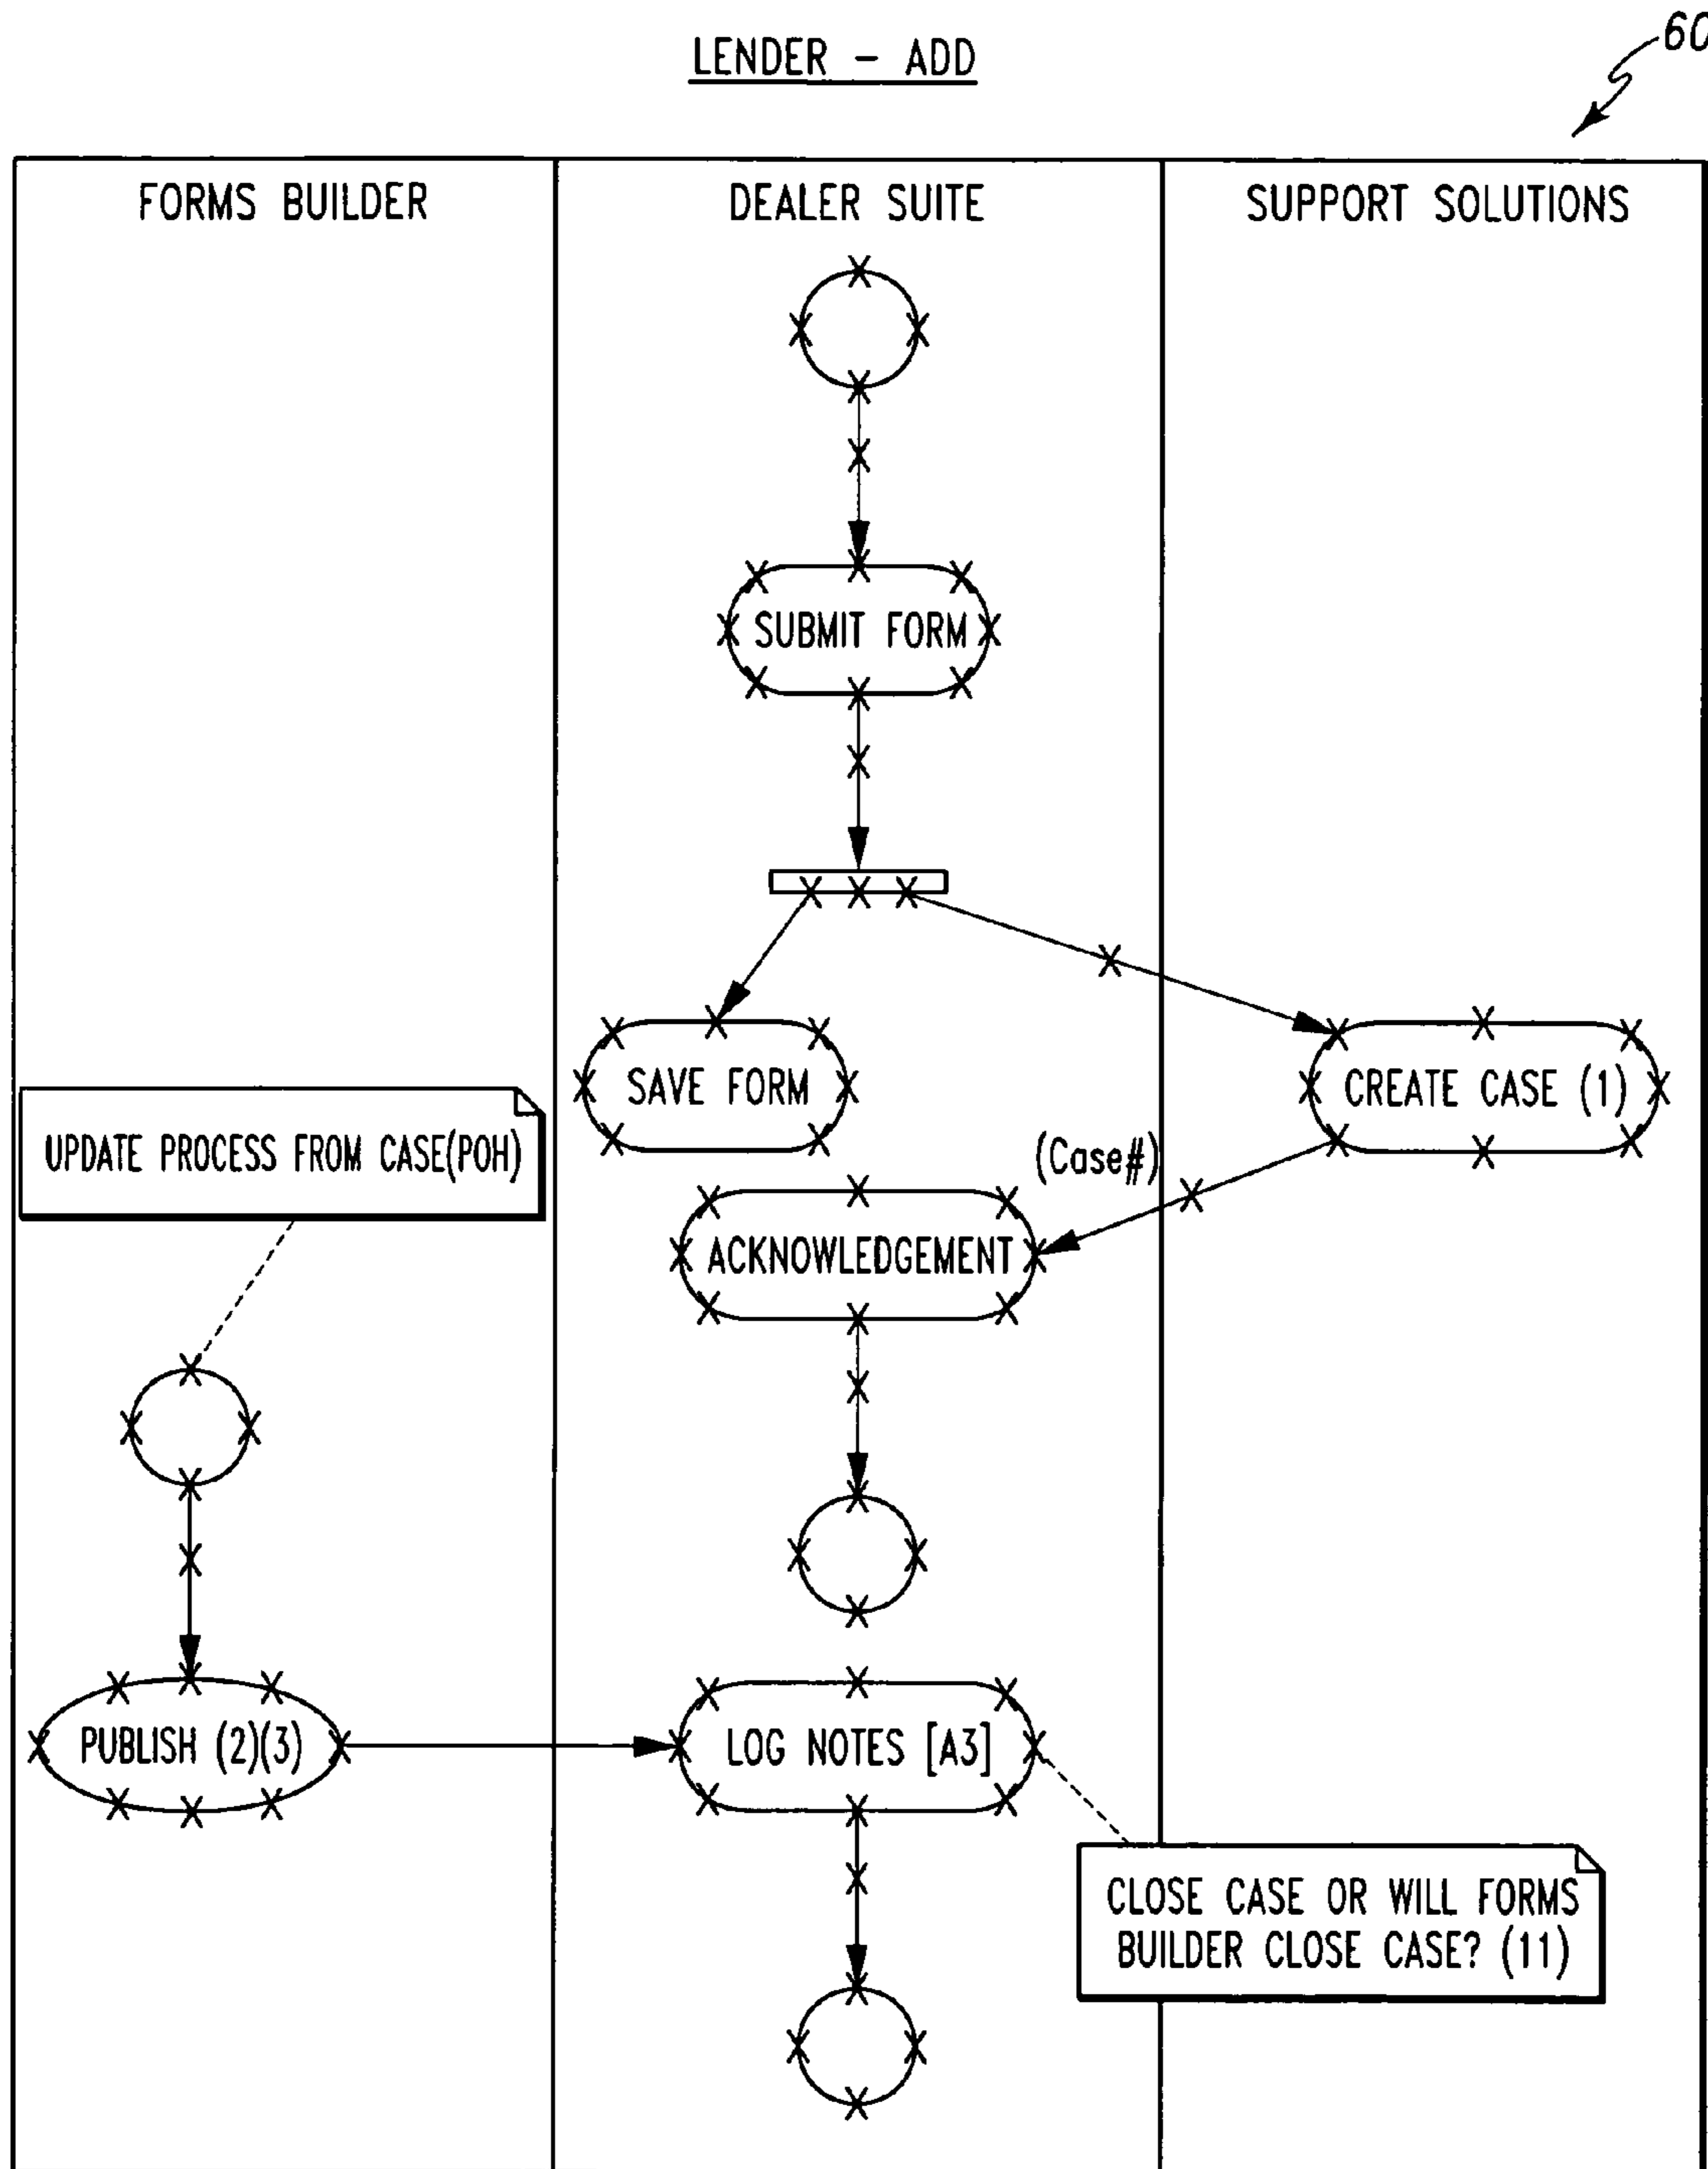 LENDER - ADD
60
FORMS BUILDER
DEALER SUITE
SUPPORT SOLUTIONS
SUBMIT FORM
SAVE FORM
CREATE CASE (1)
UPDATE PROCESS FROM CASE(POH)
(Case#)
ACKNOWLEDGEMENT
PUBLISH (2)(3)
LOG NOTES [A3]
CLOSE CASE OR WILL FORMS
BUILDER CLOSE CASE? (11)